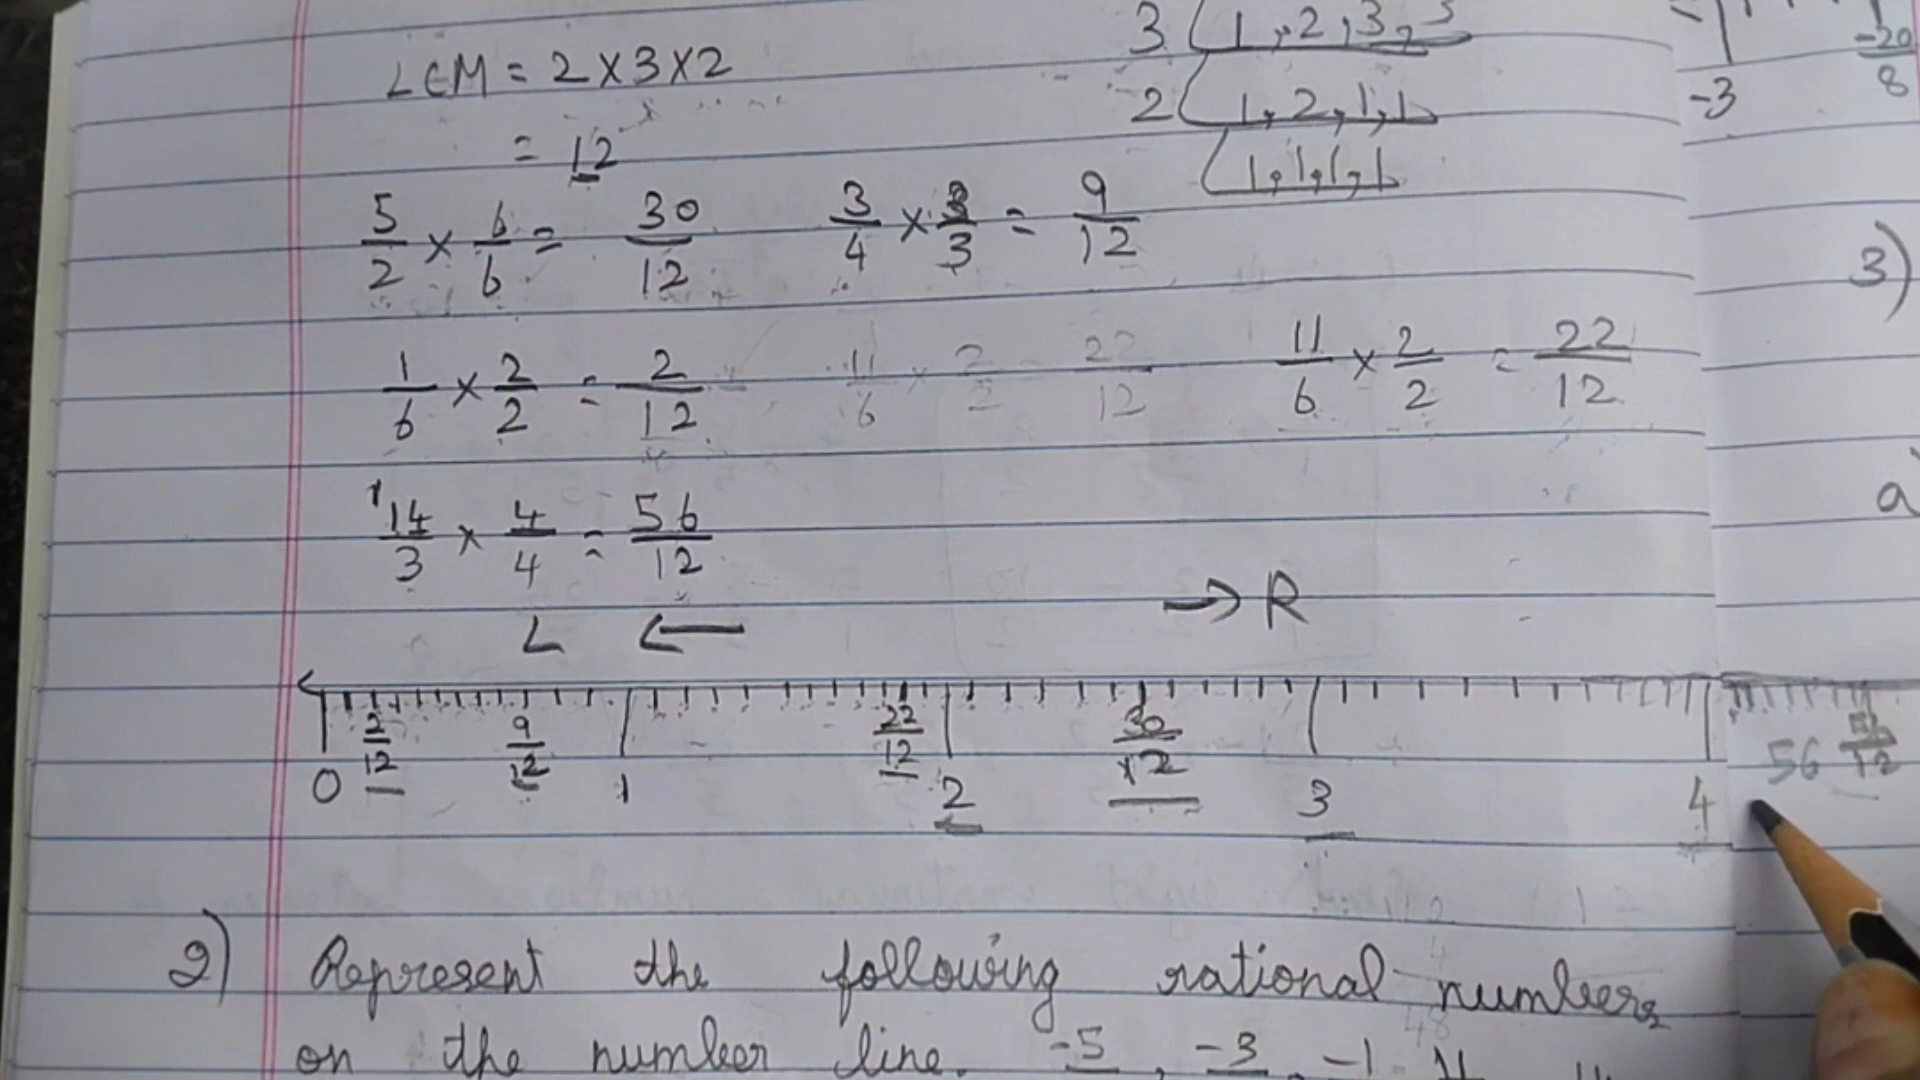 LCM = 2 x 3 x 2
3 1, 2, 3, 3
2 1, 2, 1, 1
1, 1, 1, 1
= 12
5/2 x 6/6 = 30/12 3/4 x 3/3 = 9/12
1/6 x 2/2 = 2/12 11/6 x 2/2 22/12 11/6 x 2/2 = 22/12
14/3 x 4/4 = 56/12
L ← → R
0 2/12 9/12 1 22/12 2 30/12 3 4 56 56/12
2) Represent the following rational numbers
on the number line. -5, -3, -1
-3 -20/8
3)
a